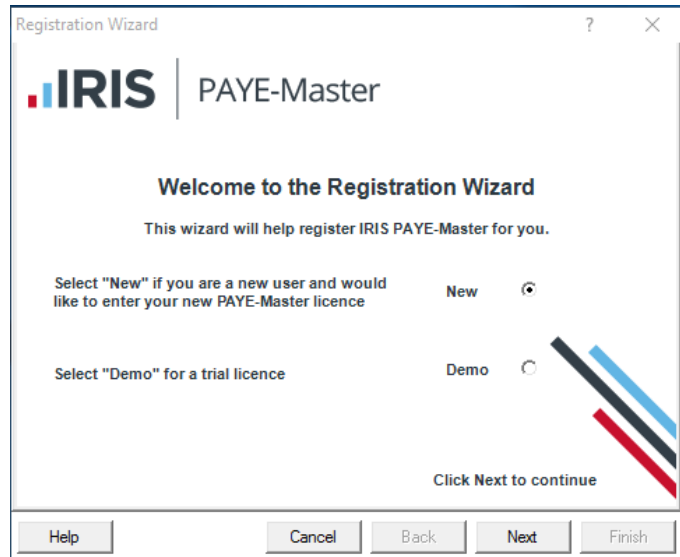 Registration Wizard ?
IRIS PAYE-Master
Welcome to the Registration Wizard
This wizard will help register IRIS PAYE-Master for you.
Select "New" if you are a new user and would
like to enter your new PAYE-Master licence
New
Select "Demo" for a trial licence
Demo
Click Next to continue
Help Cancel Back Next Finish